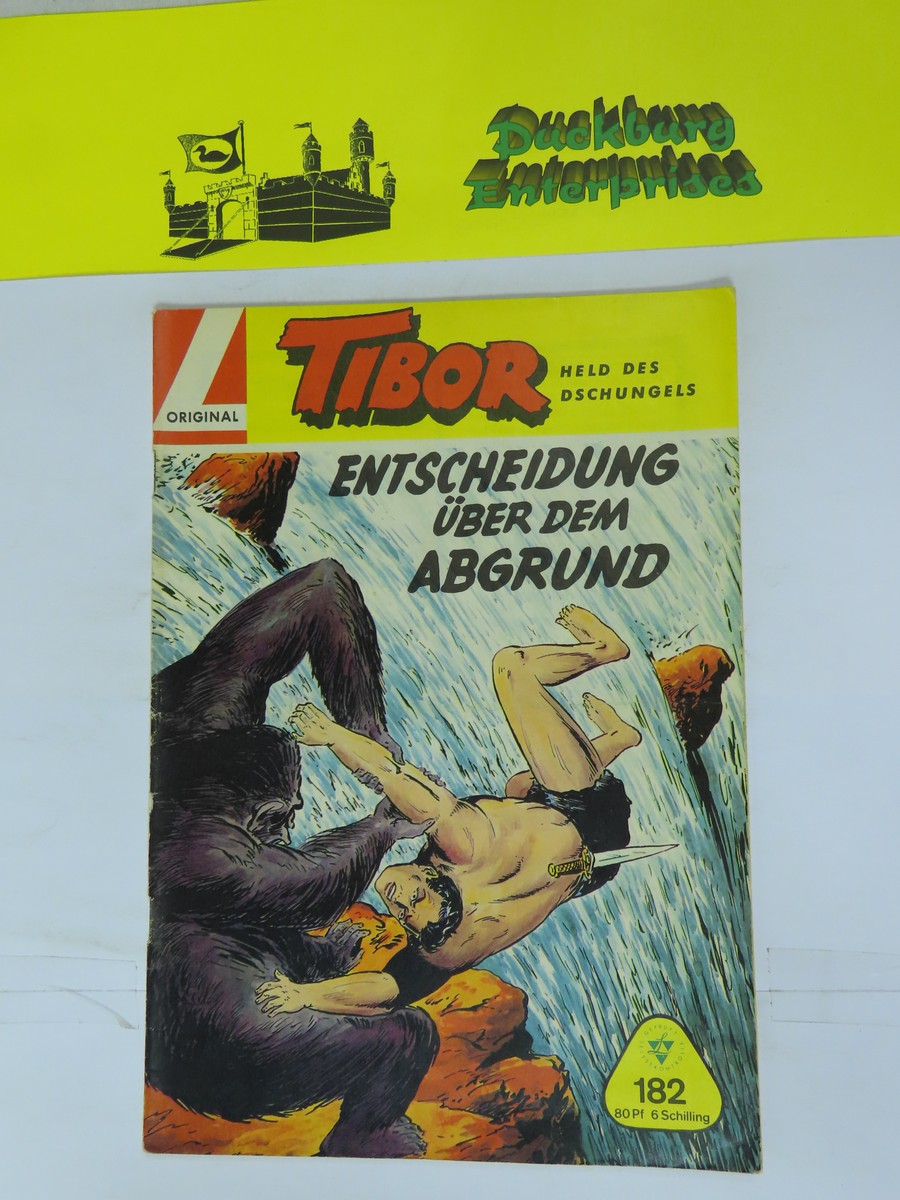 Duckburg
Enterprises
ORIGINAL
TIBOR
HELD DES
DSCHUNGELS
ENTSCHEIDUNG
ÜBER DEM
ABGRUND
182
80 Pf 6 Schilling